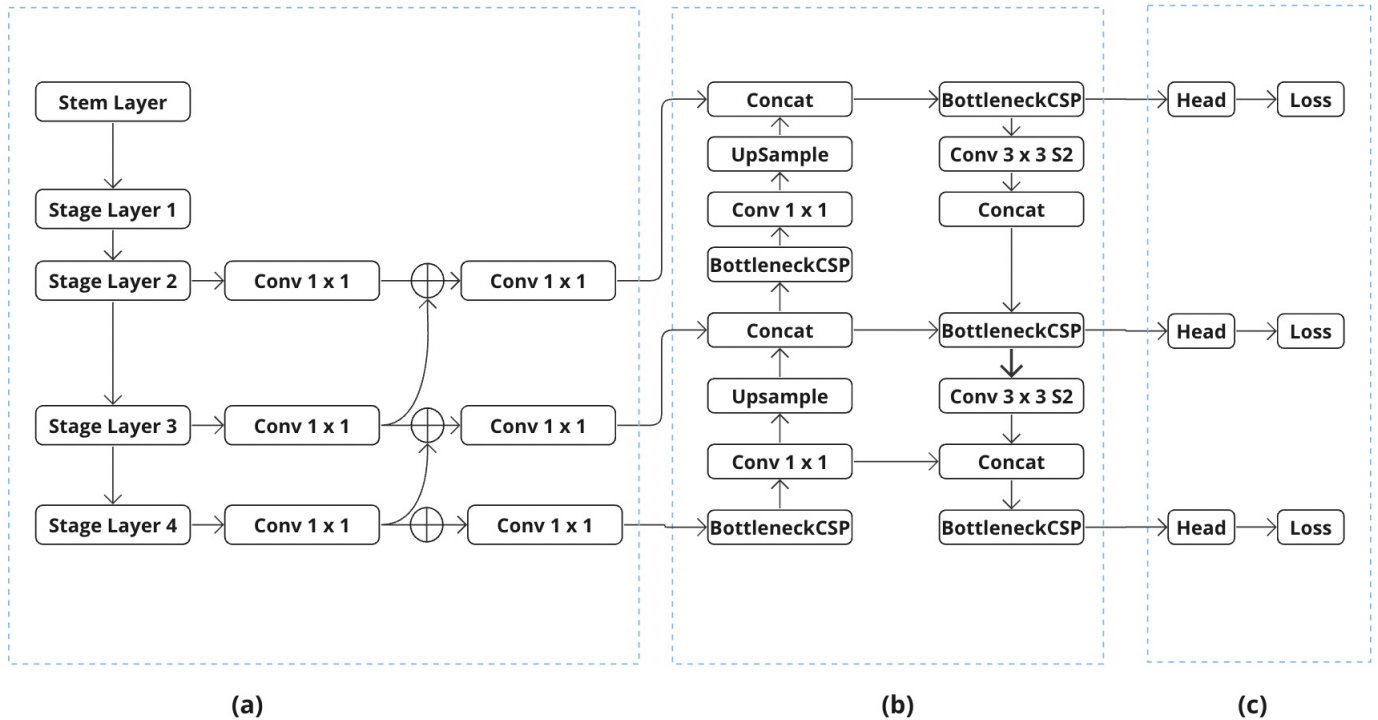 Stem Layer
Stage Layer 1
Stage Layer 2
Conv 1 x 1
Conv 1 x 1
Stage Layer 3
Conv 1 x 1
Conv 1 x 1
Stage Layer 4
Conv 1 x 1
Conv 1 x 1
(a)
Concat
BottleneckCSP
UpSample
Conv 3 x 3 S2
Conv 1 x 1
Concat
BottleneckCSP
Concat
BottleneckCSP
Upsample
Conv 3 x 3 S2
Conv 1 x 1
Concat
BottleneckCSP
BottleneckCSP
(b)
Head
Loss
Head
Loss
Head
Loss
(c)